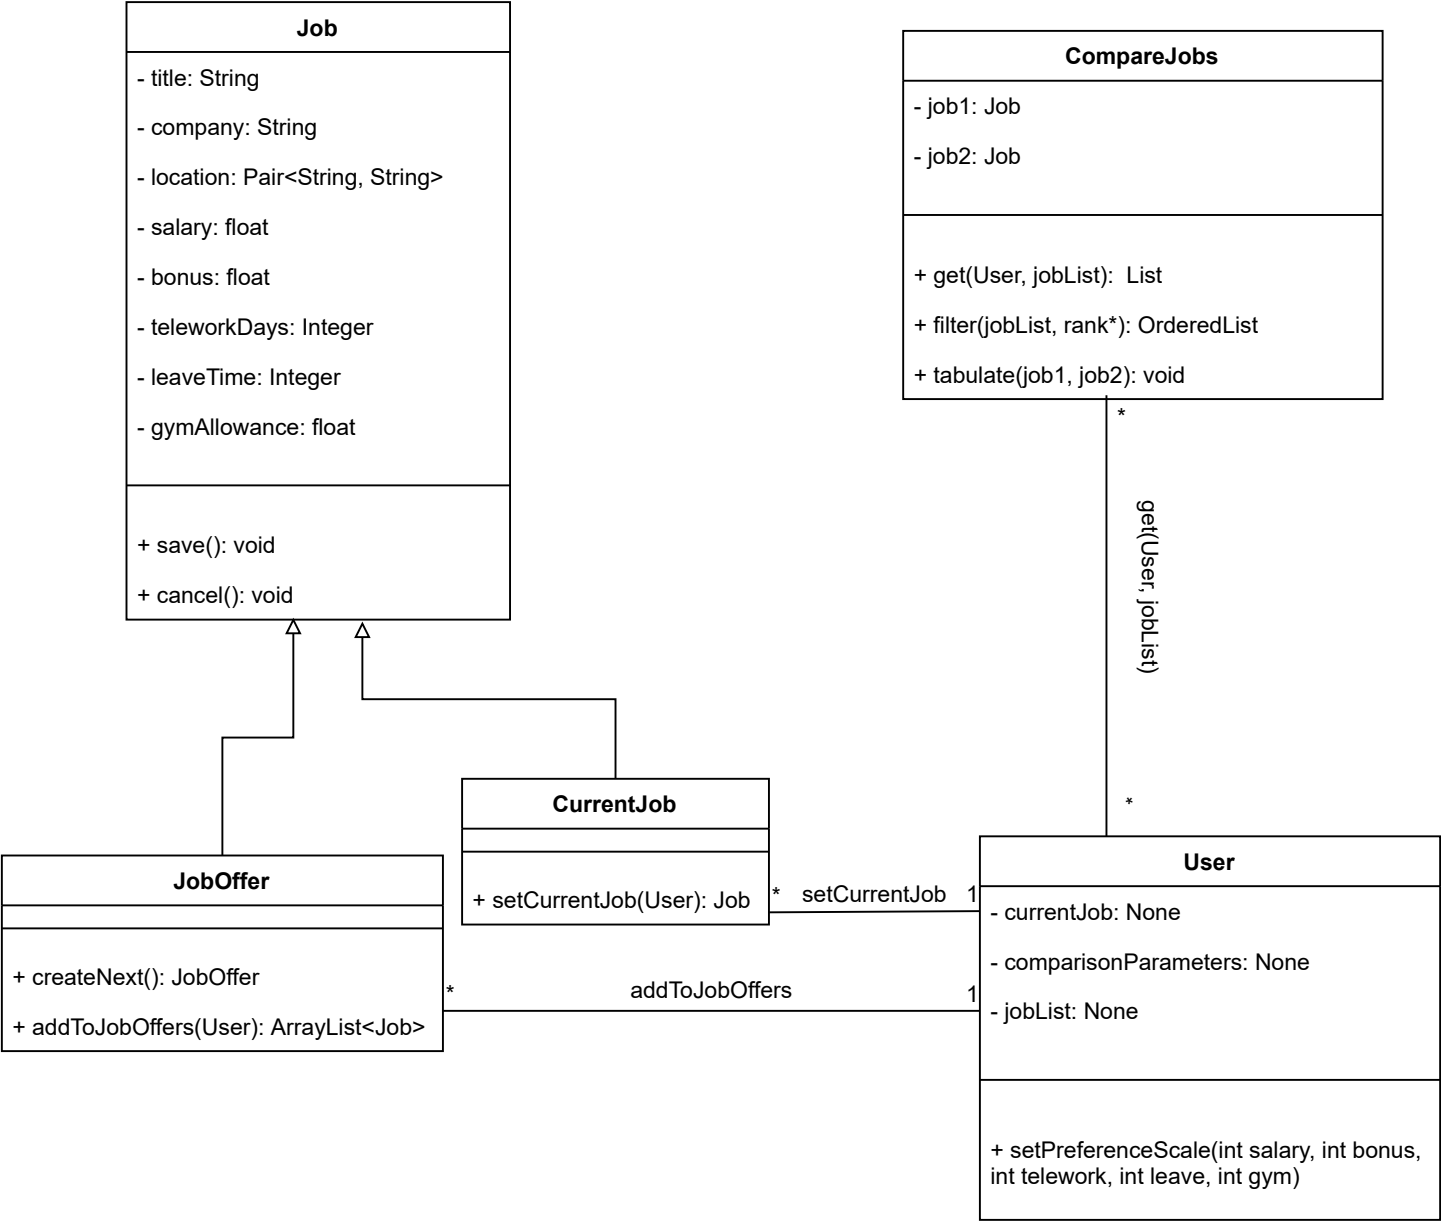 Job
- title: String
- company: String
- location: Pair<String, String>
- salary: float
- bonus: float
- teleworkDays: Integer
- leaveTime: Integer
- gymAllowance: float
+ save(): void
+ cancel(): void
CompareJobs
- job1: Job
- job2: Job
+ get(User, jobList):  List
+ filter(jobList, rank*): OrderedList
+ tabulate(job1, job2): void
*
get(User, jobList)
*
CurrentJob
+ setCurrentJob(User): Job
* setCurrentJob 1
JobOffer
+ createNext(): JobOffer
+ addToJobOffers(User): ArrayList<Job>
* addToJobOffers 1
User
- currentJob: None
- comparisonParameters: None
- jobList: None
+ setPreferenceScale(int salary, int bonus,
int telework, int leave, int gym)